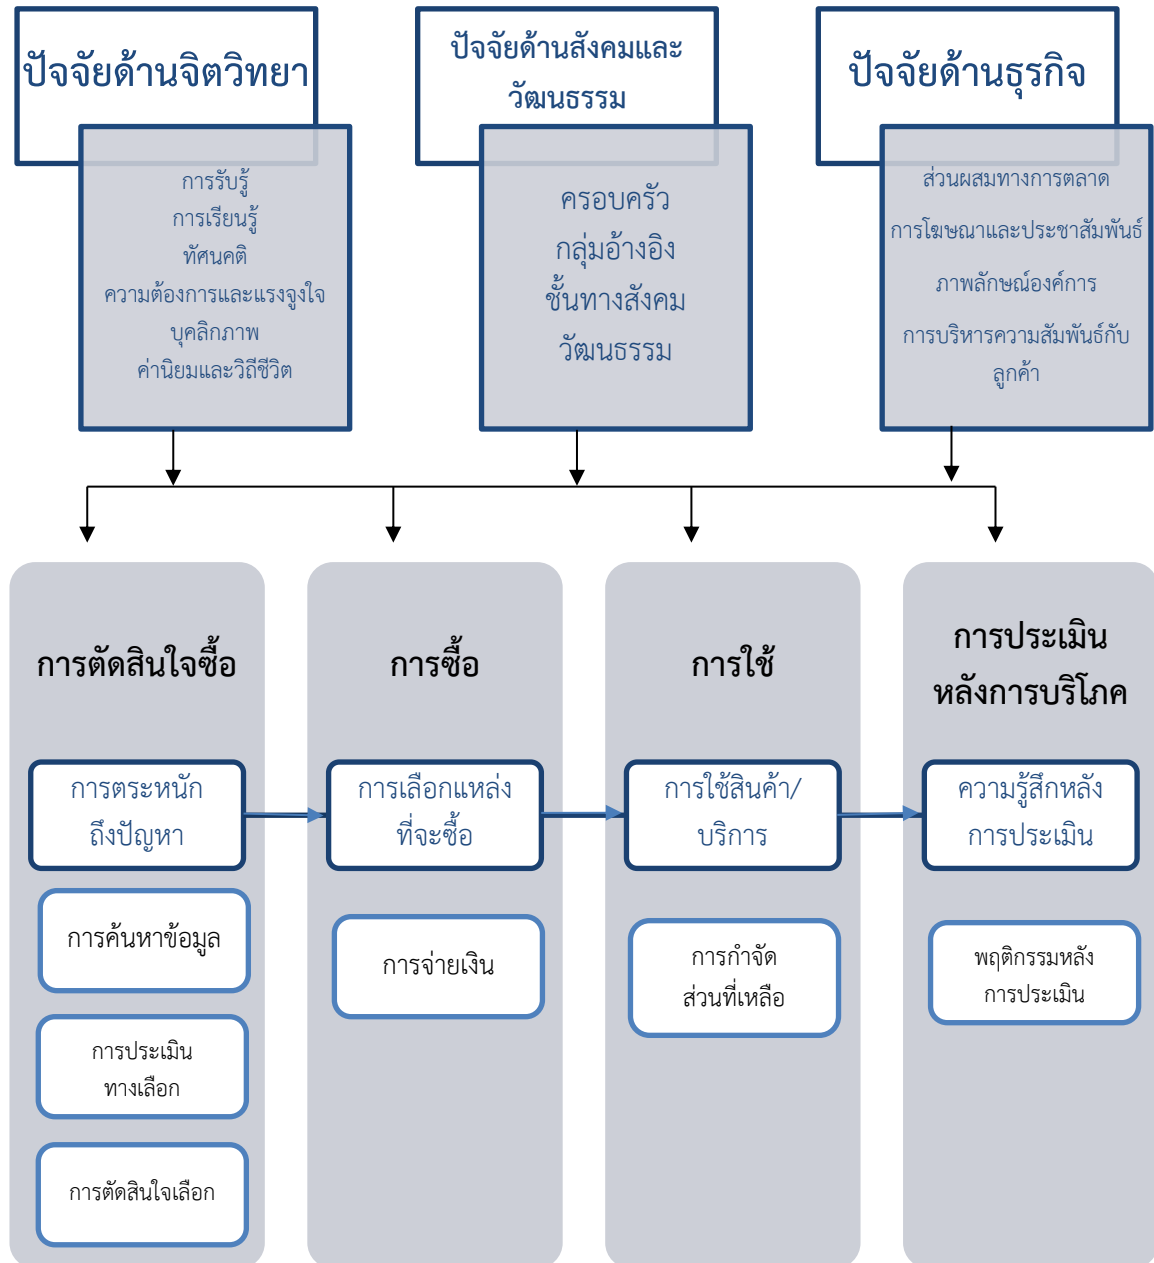 ปัจจัยด้านจิตวิทยา
การรับรู้
การเรียนรู้
ทัศนคติ
ความต้องการและแรงจูงใจ
บุคลิกภาพ
ค่านิยมและวิถีชีวิต
ปัจจัยด้านสังคมและ
วัฒนธรรม
ครอบครัว
กลุ่มอ้างอิง
ชั้นทางสังคม
วัฒนธรรม
ปัจจัยด้านธุรกิจ
ส่วนผสมทางการตลาด
การโฆษณาและประชาสัมพันธ์
ภาพลักษณ์องค์การ
การบริหารความสัมพันธ์กับ
ลูกค้า
การตัดสินใจซื้อ
การตระหนัก
ถึงปัญหา
การค้นหาข้อมูล
การประเมิน
ทางเลือก
การตัดสินใจเลือก
การซื้อ
การเลือกแหล่ง
ที่จะซื้อ
การจ่ายเงิน
การใช้
การใช้สินค้า/
บริการ
การกำจัด
ส่วนที่เหลือ
การประเมิน
หลังการบริโภค
ความรู้สึกหลัง
การประเมิน
พฤติกรรมหลัง
การประเมิน